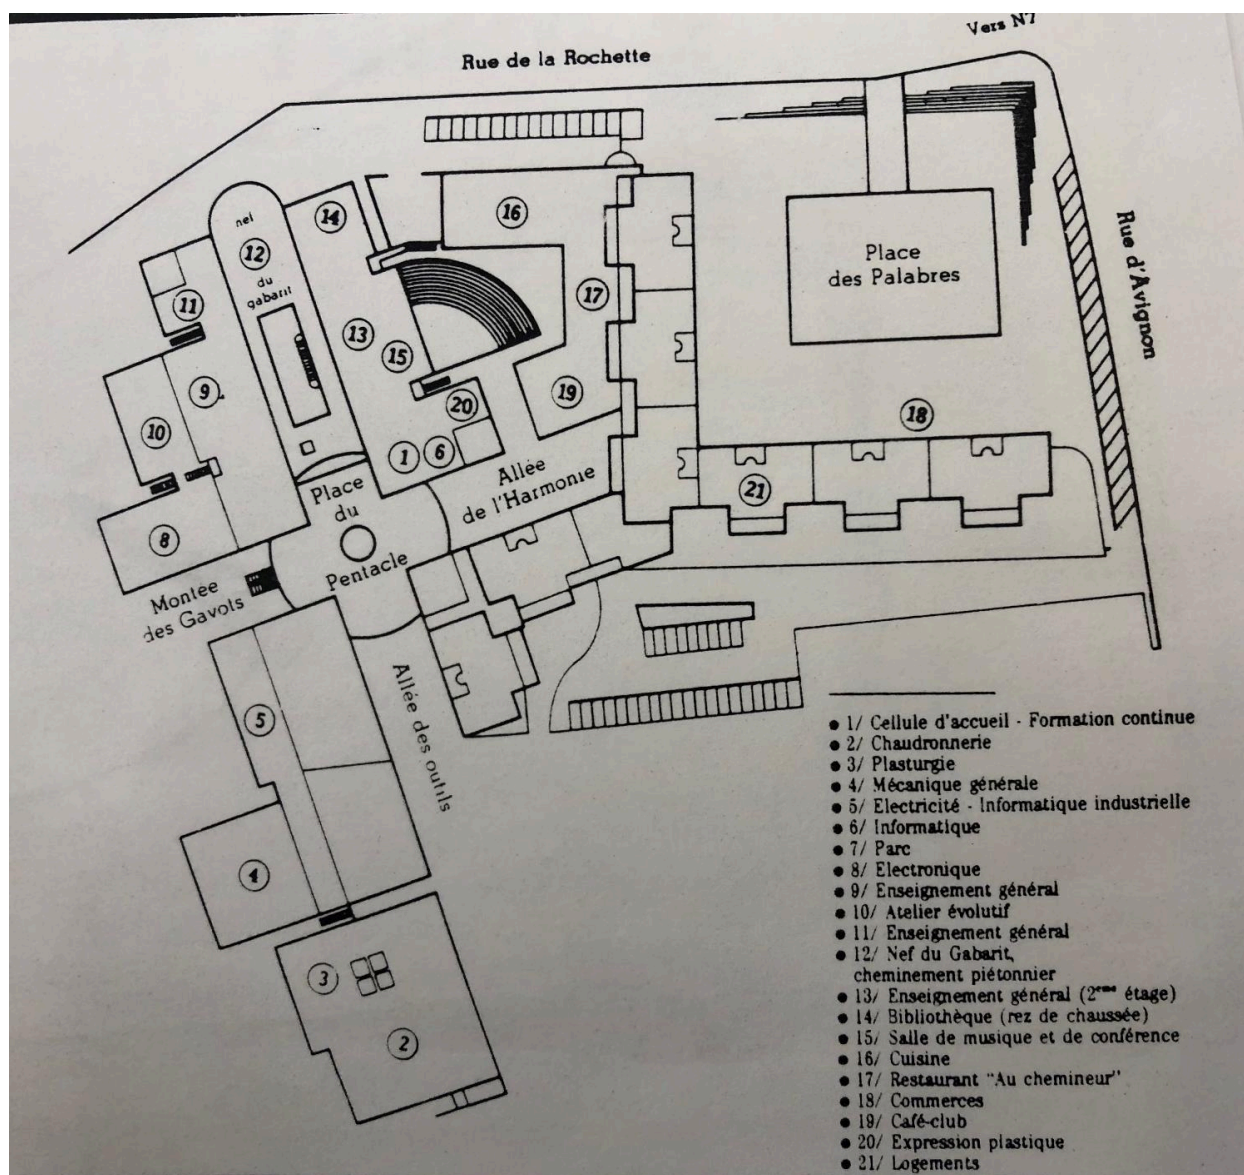 Vers N7
Rue de la Rochette
Rue d'Avignon
nef
12
du
gabarit
14
16
11
17
Place
des Palabres
13
15
9
10
19
20
18
1
6
Allée
de l'Harmonie
21
Place
du
Pentacle
8
Montée
des Gavots
5
Allée des outils
4
3
2
● 1/ Cellule d'accueil - Formation continue
● 2/ Chaudronnerie
● 3/ Plasturgie
● 4/ Mécanique générale
● 5/ Electricité - Informatique industrielle
● 6/ Informatique
● 7/ Parc
● 8/ Electronique
● 9/ Enseignement général
● 10/ Atelier évolutif
● 11/ Enseignement général
● 12/ Nef du Gabarit,
cheminement piétonnier
● 13/ Enseignement général (2ème étage)
● 14/ Bibliothèque (rez de chaussée)
● 15/ Salle de musique et de conférence
● 16/ Cuisine
● 17/ Restaurant "Au chemineur"
● 18/ Commerces
● 19/ Café-club
● 20/ Expression plastique
● 21/ Logements